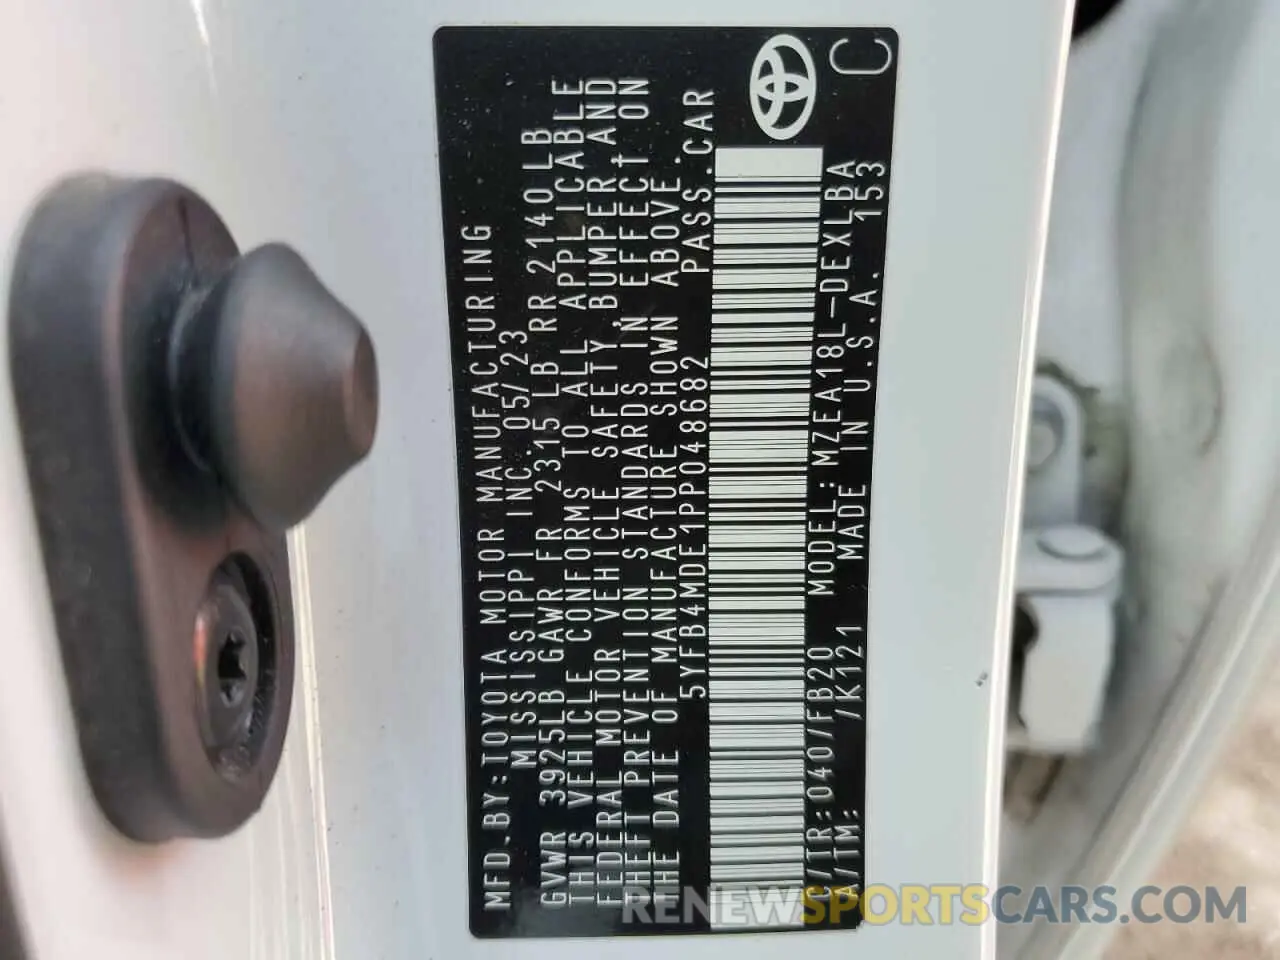 MFD.BY:TOYOTA MOTOR MANUFACTURING
MISSISSIPPI INC. 05/23
GVWR 3925LB GAWR FR 2315 LB RR 2140LB
THIS VEHICLE CONFORMS TO ALL APPLICABLE
FEDERAL MOTOR VEHICLE SAFETY, BUMPER, AND
THEFT PREVENTION STANDARDS IN EFFECT ON
THE DATE OF MANUFACTURE SHOWN ABOVE.
5YFB4MDE1PP048682 PASS.CAR
C/TR:040/FB20 MODEL:MZEA18L-DEXLBA
A/TM: /K121 MADE IN U.S.A. 153
C
RENEWSPORTSCARS.COM